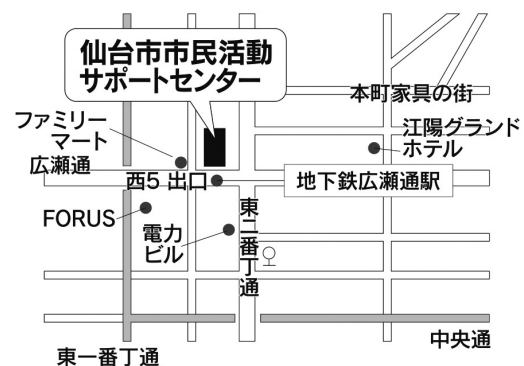 仙台市市民活動
サポートセンター
本町家具の街
ファミリー
マート
江陽グランド
ホテル
広瀬通
西5 出口
地下鉄広瀬通駅
FORUS
電力
ビル
東二番丁通
中央通
東一番丁通